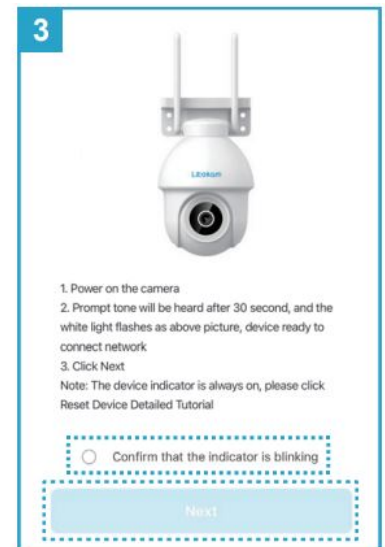 3
Litokam
1. Power on the camera
2. Prompt tone will be heard after 30 second, and the
white light flashes as above picture, device ready to
connect network
3. Click Next
Note: The device indicator is always on, please click
Reset Device Detailed Tutorial
Confirm that the indicator is blinking
Next